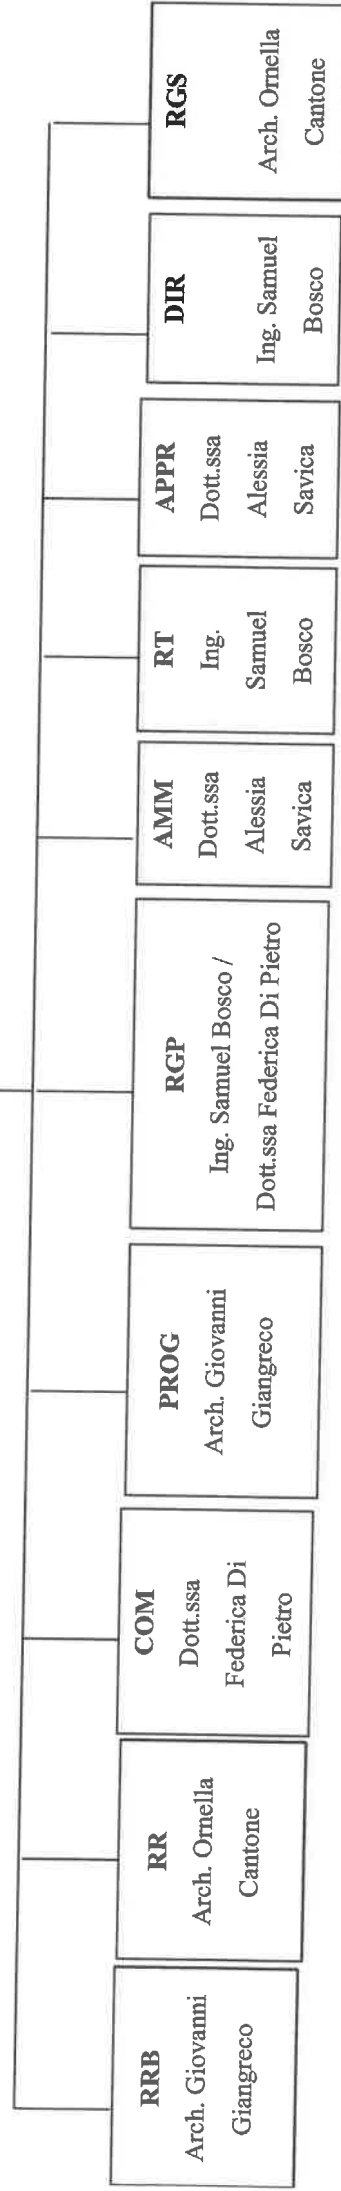 RRB
Arch. Giovanni
Giangreco
RR
Arch. Ornella
Cantone
COM
Dott.ssa
Federica Di
Pietro
PROG
Arch. Giovanni
Giangreco
RGP
Ing. Samuel Bosco /
Dott.ssa Federica Di Pietro
AMM
Dott.ssa
Alessia
Savica
RT
Ing.
Samuel
Bosco
APPR
Dott.ssa
Alessia
Savica
DIR
Ing. Samuel
Bosco
RGS
Arch. Ornella
Cantone